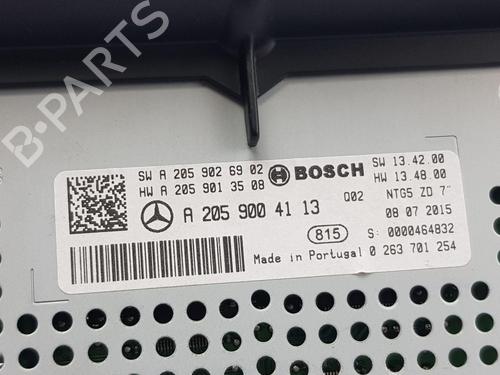 SW A 205 902 69 02
HW A 205 901 35 08
BOSCH
SW 13.42.00
HW 13.48.00
A 205 900 41 13
Q02
NTG5 ZD 7"
08 07 2015
815
S: 0000464832
Made in Portugal 0 263 701 254
B-PARTS